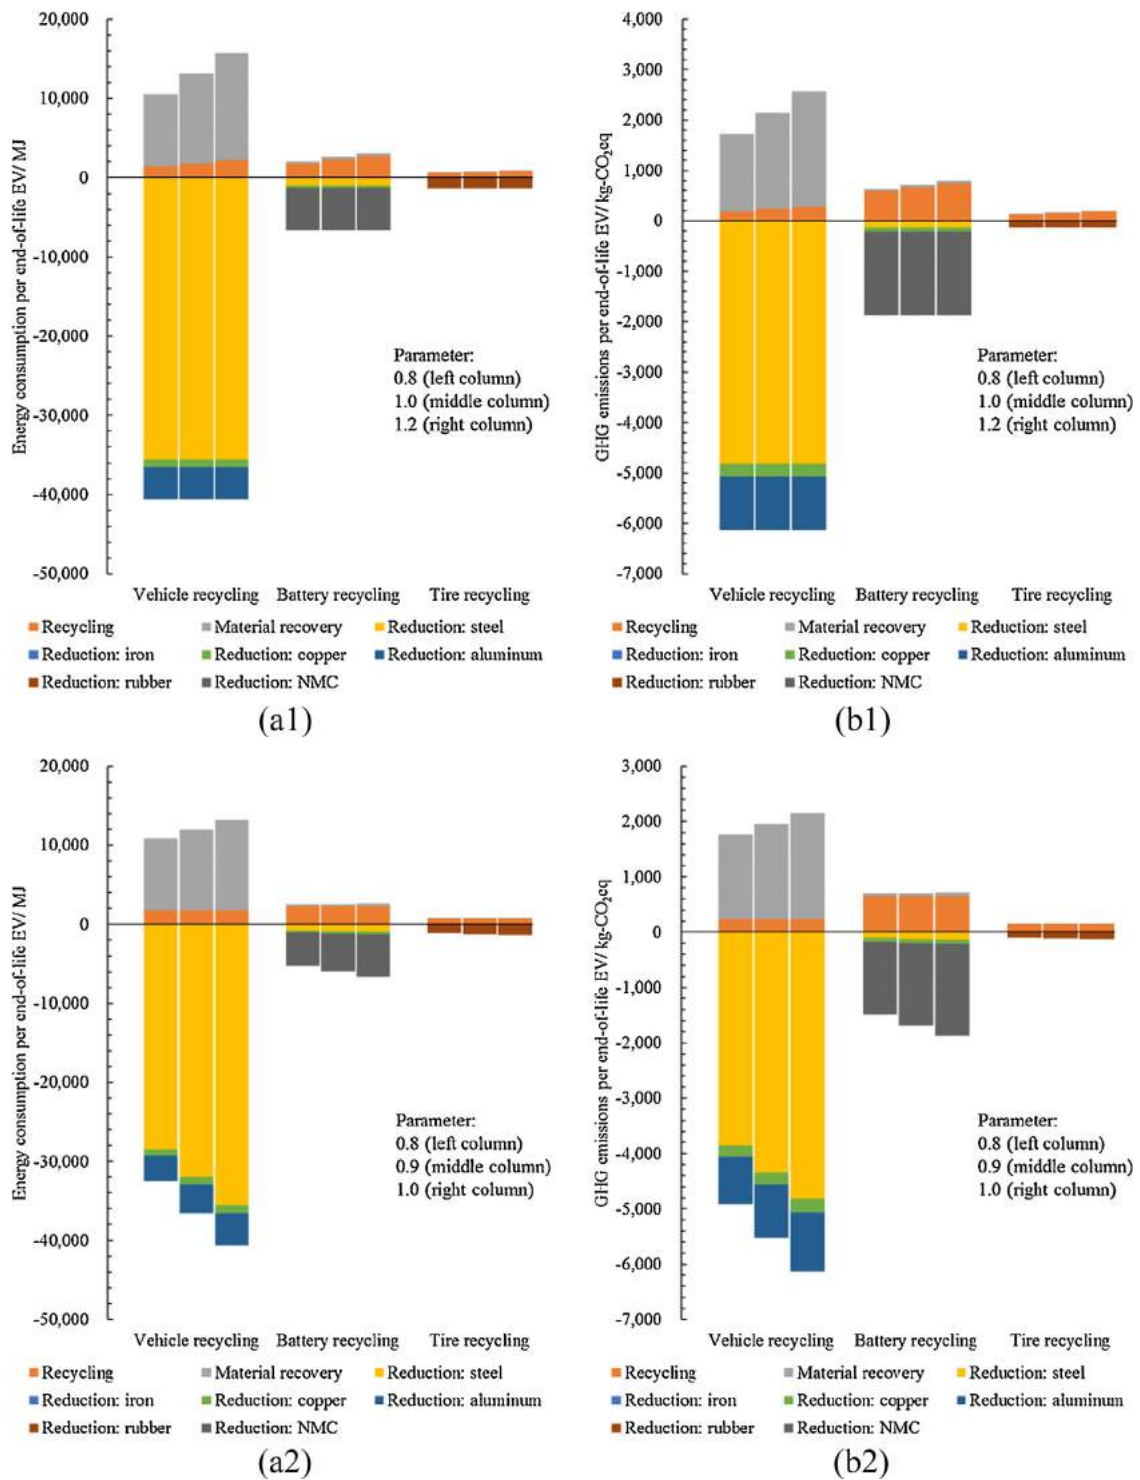 Energy consumption per end-of-life EV/ MJ
20,000
10,000
0
-10,000
-20,000
-30,000
-40,000
-50,000
Parameter:
0.8 (left column)
1.0 (middle column)
1.2 (right column)
Vehicle recycling Battery recycling Tire recycling
Recycling Material recovery Reduction: steel
Reduction: iron Reduction: copper Reduction: aluminum
Reduction: rubber Reduction: NMC
(a1)
GHG emissions per end-of-life EV/ kg-CO2eq
4,000
3,000
2,000
1,000
0
-1,000
-2,000
-3,000
-4,000
-5,000
-6,000
-7,000
Parameter:
0.8 (left column)
1.0 (middle column)
1.2 (right column)
Vehicle recycling Battery recycling Tire recycling
Recycling Material recovery Reduction: steel
Reduction: iron Reduction: copper Reduction: aluminum
Reduction: rubber Reduction: NMC
(b1)
Energy consumption per end-of-life EV/ MJ
20,000
10,000
0
-10,000
-20,000
-30,000
-40,000
-50,000
Parameter:
0.8 (left column)
0.9 (middle column)
1.0 (right column)
Vehicle recycling Battery recycling Tire recycling
Recycling Material recovery Reduction: steel
Reduction: iron Reduction: copper Reduction: aluminum
Reduction: rubber Reduction: NMC
(a2)
GHG emissions per end-of-life EV/ kg-CO2eq
3,000
2,000
1,000
0
-1,000
-2,000
-3,000
-4,000
-5,000
-6,000
-7,000
Parameter:
0.8 (left column)
0.9 (middle column)
1.0 (right column)
Vehicle recycling Battery recycling Tire recycling
Recycling Material recovery Reduction: steel
Reduction: iron Reduction: copper Reduction: aluminum
Reduction: rubber Reduction: NMC
(b2)